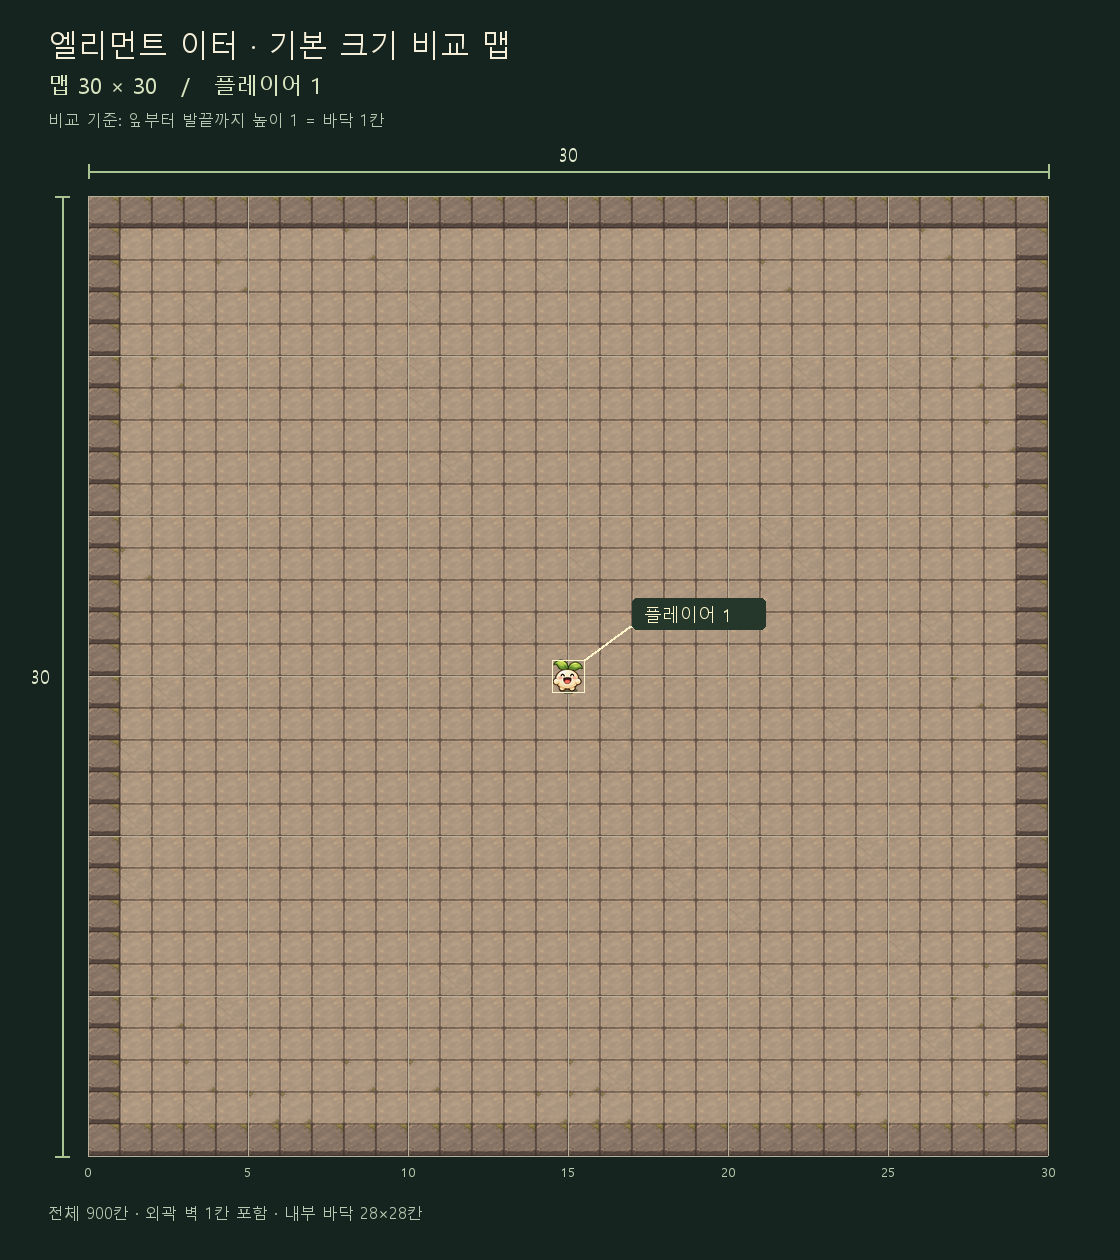 엘리먼트 이터 · 기본 크기 비교 맵
맵 30 × 30 / 플레이어 1
비교 기준: 잎부터 발끝까지 높이 1 = 바닥 1칸
30
30
플레이어 1
0 5 10 15 20 25 30
전체 900칸 · 외곽 벽 1칸 포함 · 내부 바닥 28×28칸